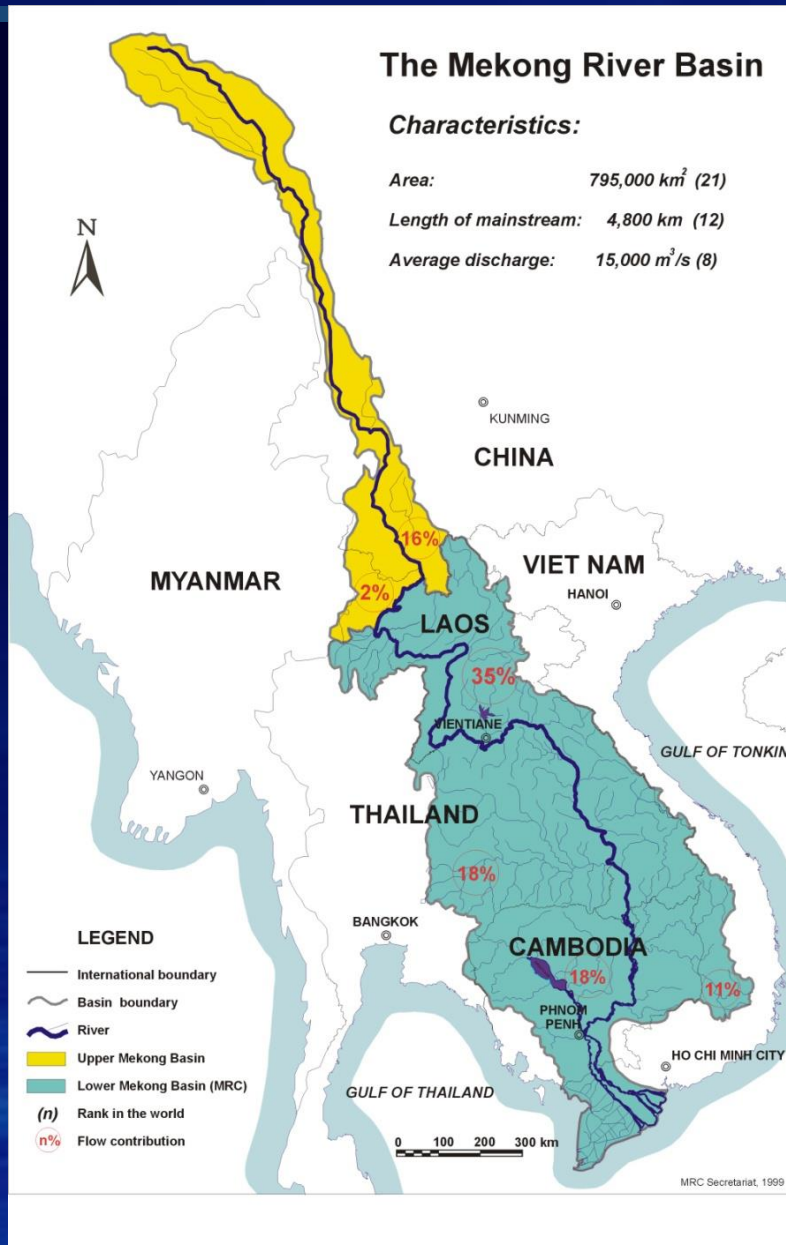 The Mekong River Basin
Characteristics:
Area: 795,000 km² (21)
Length of mainstream: 4,800 km (12)
Average discharge: 15,000 m³/s (8)
N
KUNMING
CHINA
16%
MYANMAR
2%
VIET NAM
HANOI
LAOS
35%
VIENTIANE
GULF OF TONKIN
YANGON
THAILAND
18%
BANGKOK
CAMBODIA
18%
11%
PHNOM
PENH
HO CHI MINH CITY
GULF OF THAILAND
LEGEND
International boundary
Basin boundary
River
Upper Mekong Basin
Lower Mekong Basin (MRC)
(n) Rank in the world
n% Flow contribution
0 100 200 300 km
MRC Secretariat, 1999